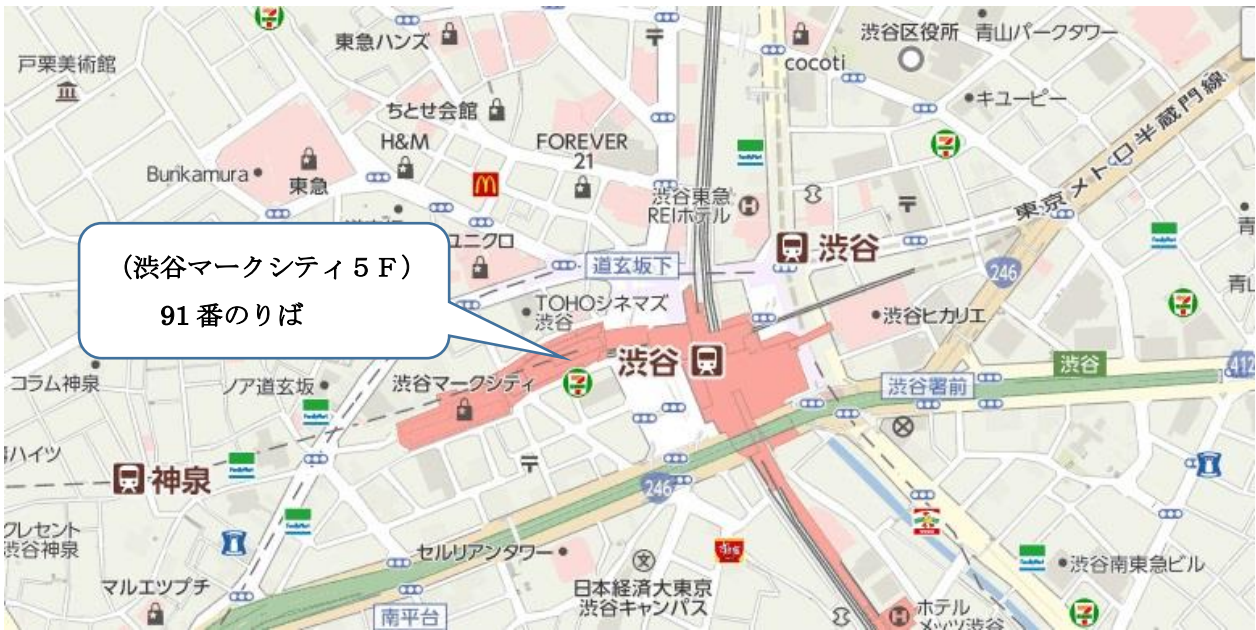 東急ハンズ
渋谷区役所
青山パークタワー
戸栗美術館
cocoti
キユーピー
ちとせ会館
H&M
FOREVER
21
Bunkamura
東急
渋谷東急
REIホテル
東京メトロ半蔵門線
渋谷
246
ユニクロ
道玄坂下
(渋谷マークシティ5F)
91番のりば
TOHOシネマズ
渋谷
渋谷ヒカリエ
渋谷
渋谷
412
コラム神泉
ノア道玄坂
渋谷マークシティ
渋谷署前
ハイツ
神泉
246
クレセント
渋谷神泉
セルリアンタワー
マルエツプチ
日本経済大東京
渋谷キャンパス
渋谷南東急ビル
南平台
ホテル
メッツ渋谷
FamilyMart
FamilyMart
FamilyMart
FamilyMart
FamilyMart
FamilyMart